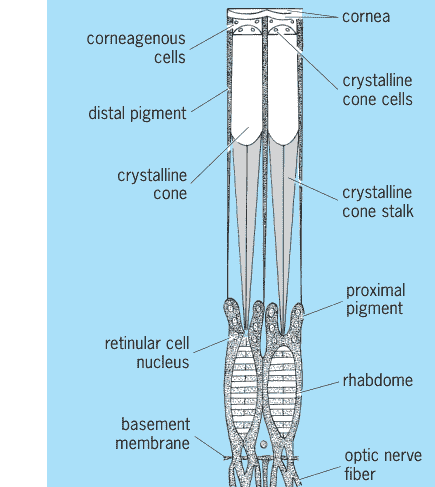 cornea
corneagenous
cells
crystalline
cone cells
distal pigment
crystalline
cone
crystalline
cone stalk
proximal
pigment
retinular cell
nucleus
rhabdome
basement
membrane
optic nerve
fiber